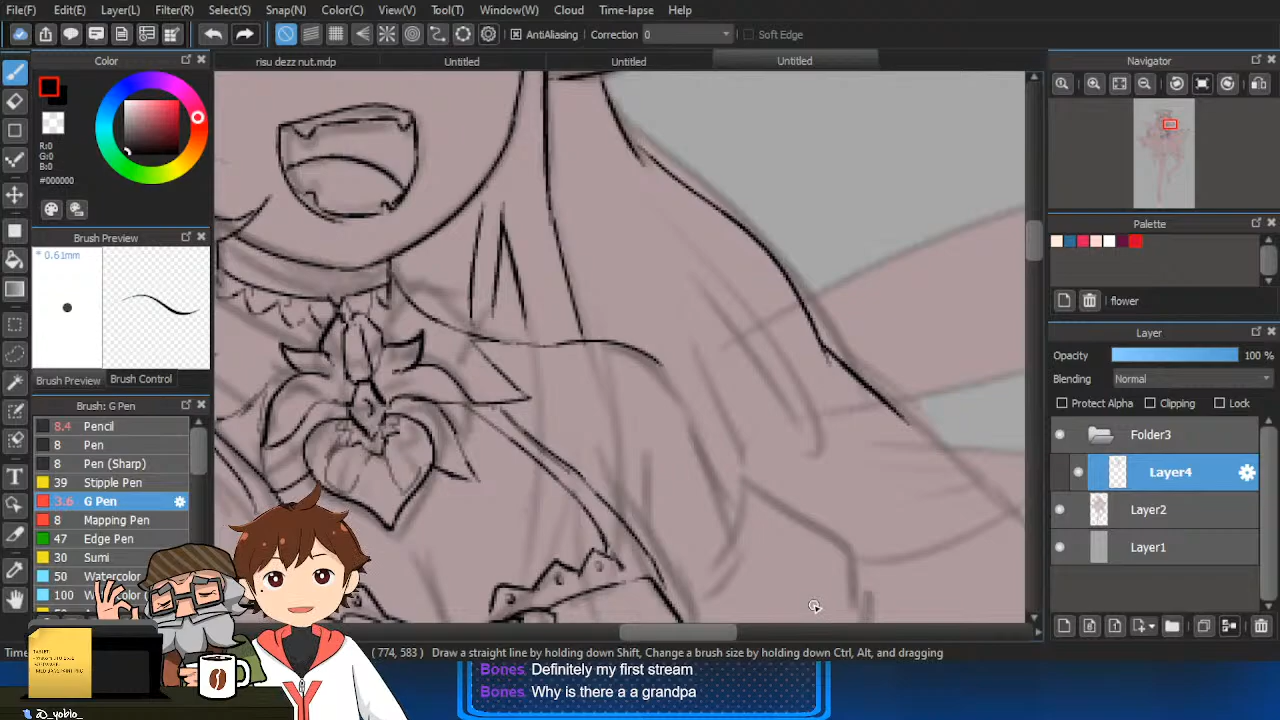 File(F) Edit(E) Layer(L) Filter(R) Select(S) Snap(N) Color(C) View(V) Tool(T) Window(W) Cloud Time-lapse Help
AntiAliasing Correction 0 Soft Edge
Color
risu dezz nut.mdp Untitled Untitled Untitled
Navigator
R:0
G:0
B:0
#000000
Brush Preview
* 0.61mm
Brush Preview Brush Control
Brush: G Pen
8.4 Pencil
8 Pen
8 Pen (Sharp)
39 Stipple Pen
3.6 G Pen
8 Mapping Pen
47 Edge Pen
30 Sumi
50 Watercolor
100 Watercolor
Palette
flower
Layer
Opacity 100 %
Blending Normal
Protect Alpha Clipping Lock
Folder3
Layer4
Layer2
Layer1
( 774, 583 ) Draw a straight line by holding down Shift, Change a brush size by holding down Ctrl, Alt, and dragging
Bones Definitely my first stream
Bones Why is there a a grandpa